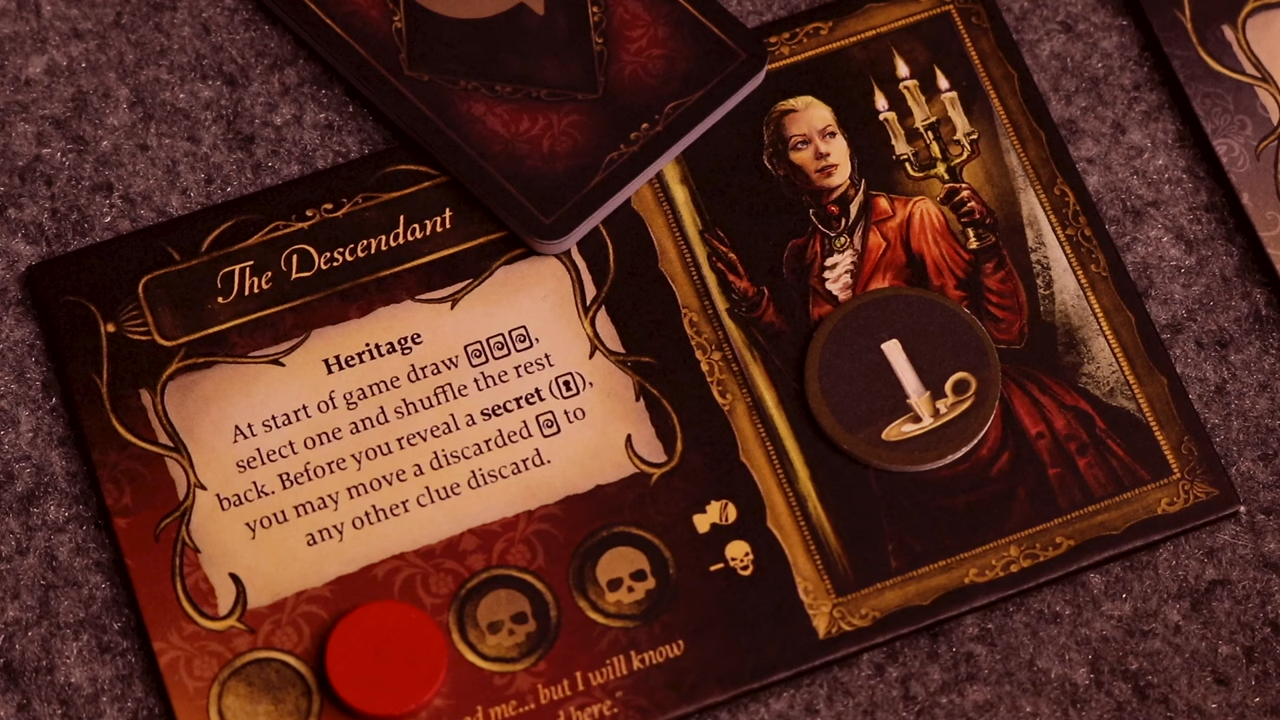 The Descendant
Heritage
At start of game draw ,
select one and shuffle the rest
back. Before you reveal a secret (),
you may move a discarded to
any other clue discard.
me... but I will know
here."